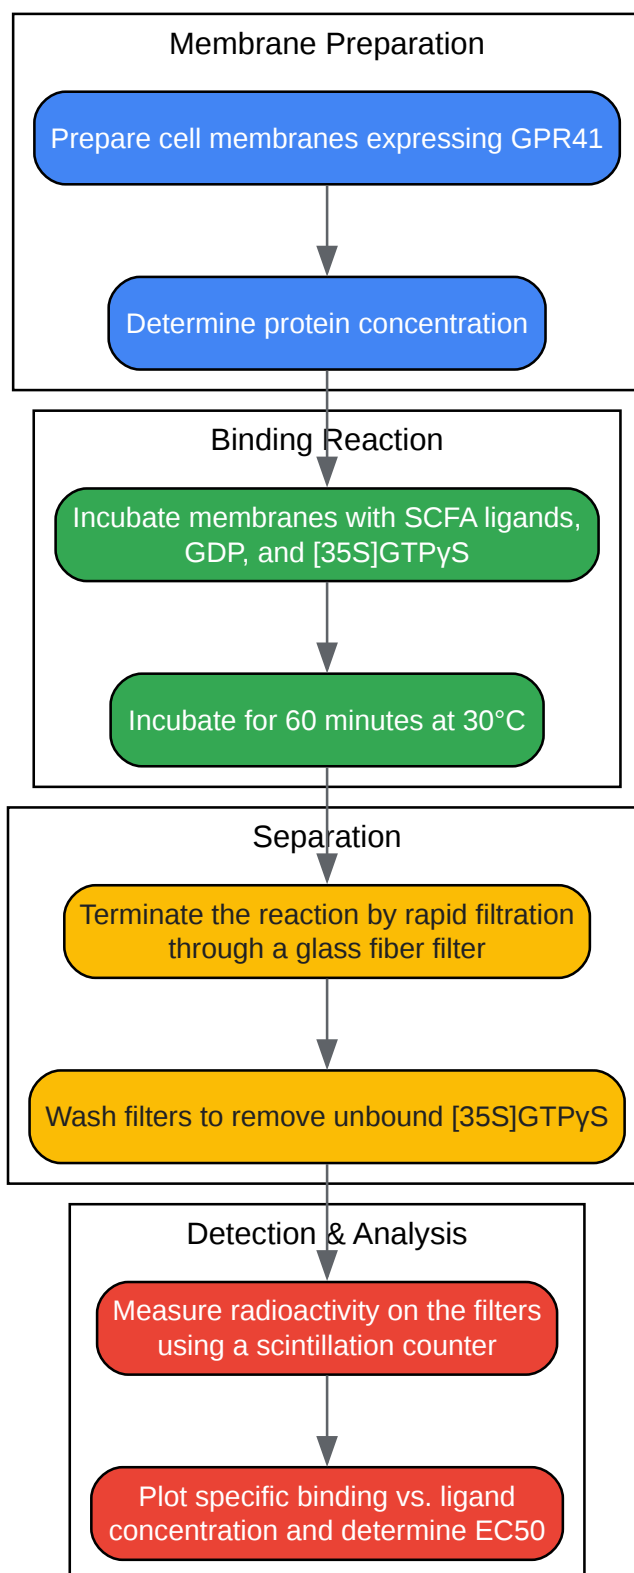 Membrane Preparation
Prepare cell membranes expressing GPR41
Determine protein concentration
Binding Reaction
Incubate membranes with SCFA ligands,
GDP, and [35S]GTPγS
Incubate for 60 minutes at 30°C
Separation
Terminate the reaction by rapid filtration
through a glass fiber filter
Wash filters to remove unbound [35S]GTPγS
Detection & Analysis
Measure radioactivity on the filters
using a scintillation counter
Plot specific binding vs. ligand
concentration and determine EC50